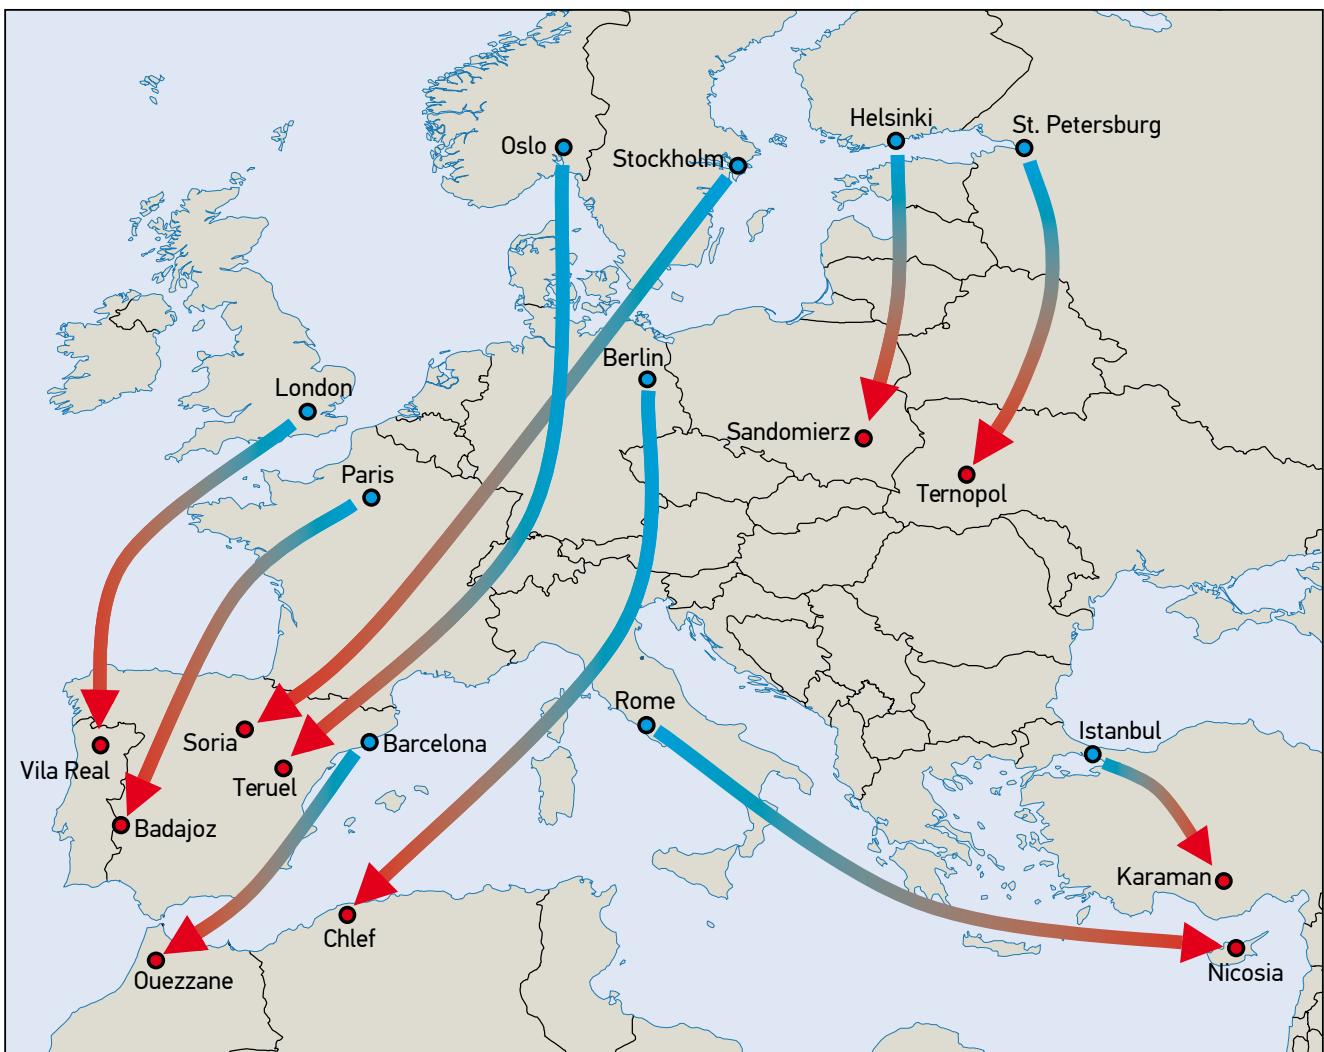 Helsinki
St. Petersburg
Oslo
Stockholm
Berlin
London
Sandomierz
Paris
Ternopol
Rome
Istanbul
Soria
Barcelona
Vila Real
Teruel
Badajoz
Karaman
Chlef
Nicosia
Ouezzane